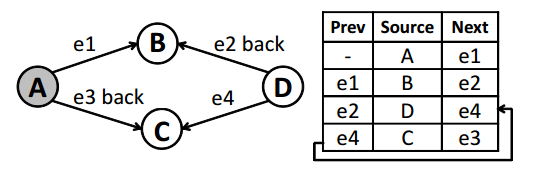 e1
B
e2 back
A
D
e3 back
e4
C
Prev Source Next
- A e1
e1 B e2
e2 D e4
e4 C e3